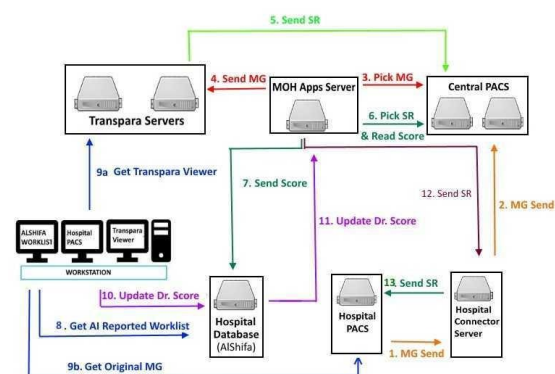 5. Send SR
4. Send MG
3. Pick MG
MOH Apps Server
Central PACS
Transpara Servers
6. Pick SR
& Read Score
9a Get Transpara Viewer
7. Send Score
12. Send SR
2. MG Send
11. Update Dr. Score
ALSHIFA
WORKLIST
Hospital
PACS
Transpara
Viewer
WORKSTATION
10. Update Dr. Score
13. Send SR
8 . Get AI Reported Worklist
Hospital
Database
(AlShifa)
Hospital
PACS
Hospital
Connector
Server
1. MG Send
9b. Get Original MG